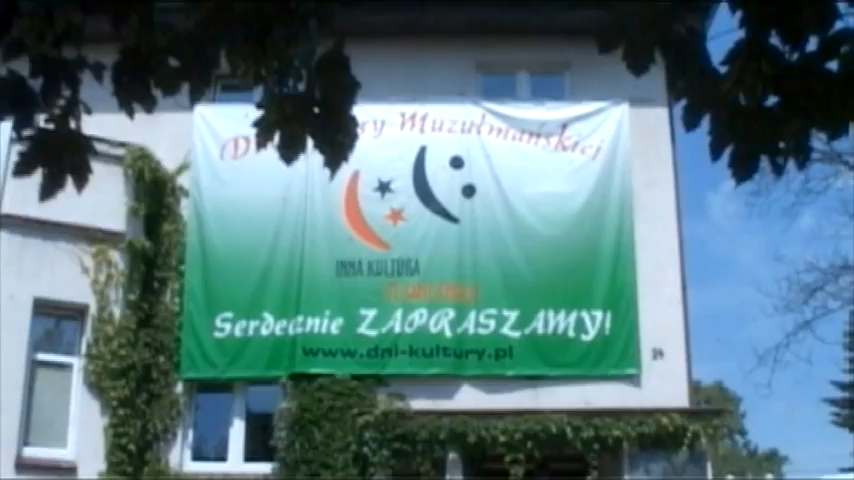 Muzułmańskiej
INNA KULTURA
Serdecznie ZAPRASZAMY!
www.dni-kultury.pl